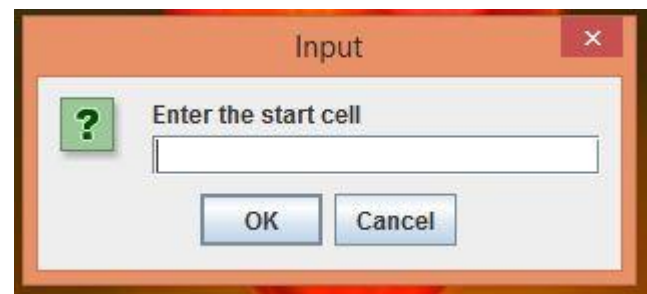 Input
×
?
Enter the start cell
OK
Cancel